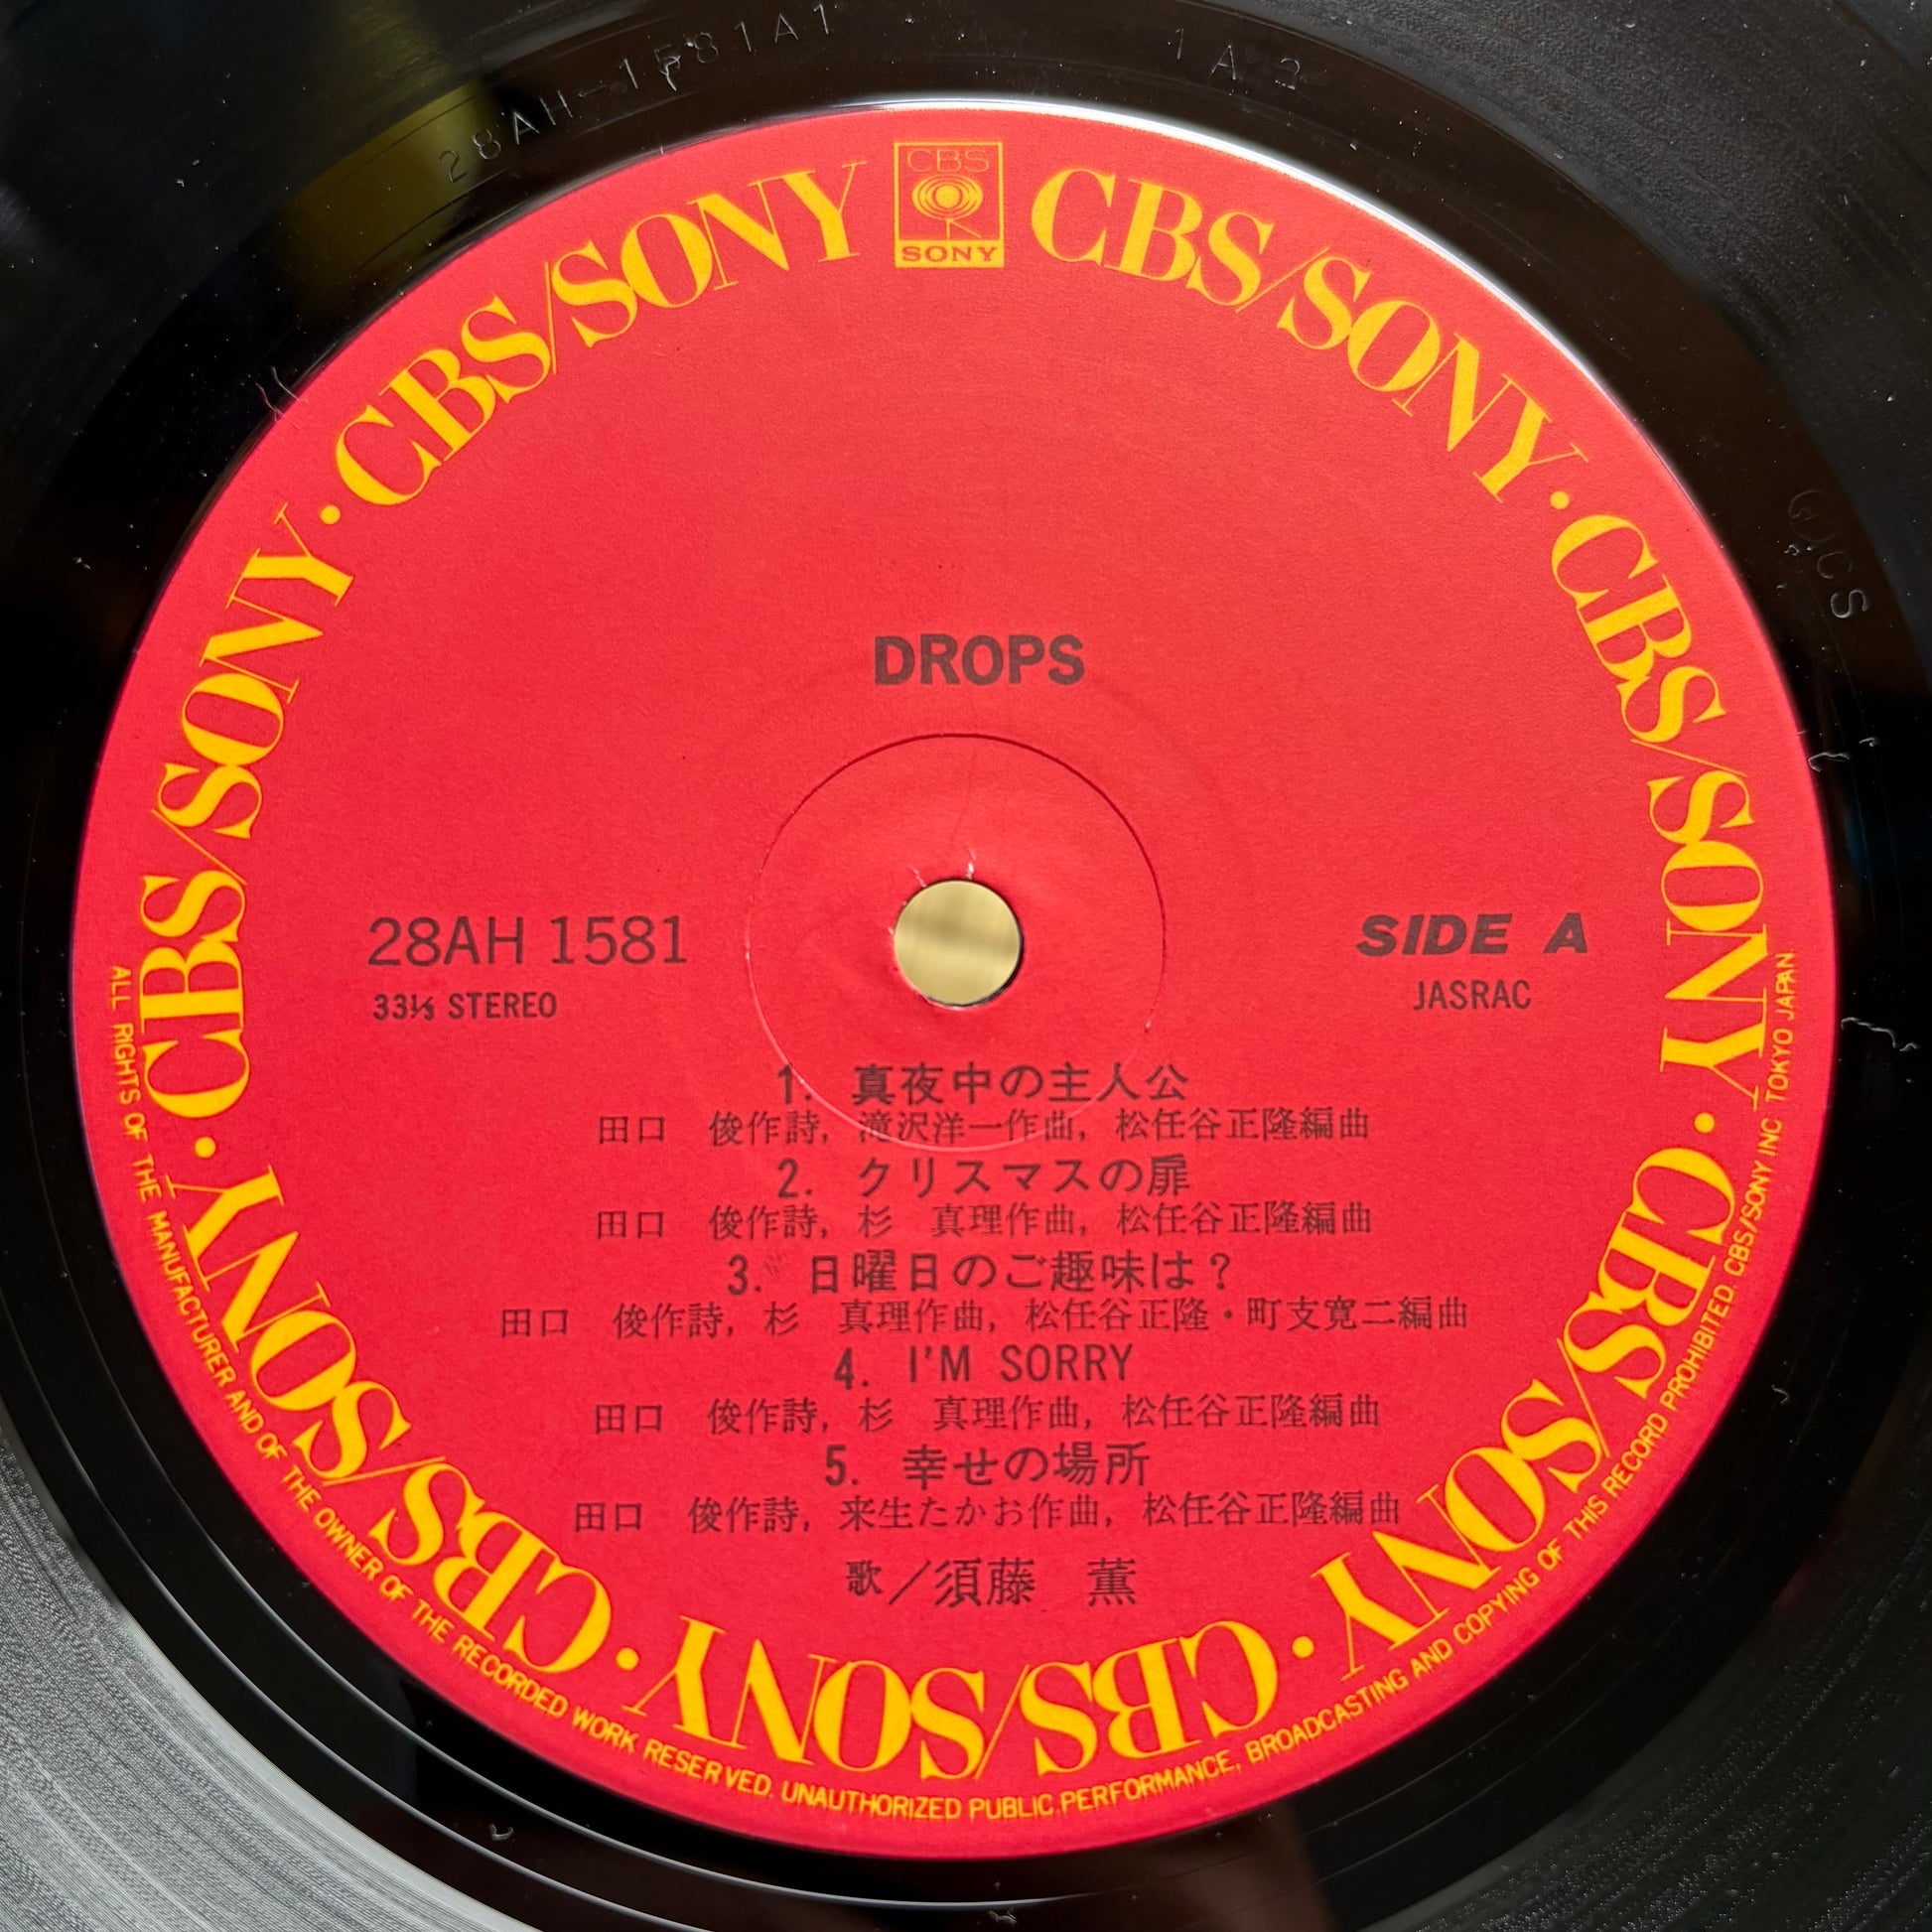 28AH-1581A1
1 A 2
CS
CBS
SONY
CBS/SONY · CBS/SONY · CBS/SONY · CBS/SONY · CBS/SONY · CBS/SONY · CBS/SONY
DROPS
28AH 1581
33⅓ STEREO
SIDE A
JASRAC
1. 真夜中の主人公
田口 俊作詩, 滝沢洋一作曲, 松任谷正隆編曲
2. クリスマスの扉
田口 俊作詩, 杉 真理作曲, 松任谷正隆編曲
3. 日曜日のご趣味は?
田口 俊作詩, 杉 真理作曲, 松任谷正隆・町支寛二編曲
4. I'M SORRY
田口 俊作詩, 杉 真理作曲, 松任谷正隆編曲
5. 幸せの場所
田口 俊作詩, 来生たかお作曲, 松任谷正隆編曲
歌/須藤 薫
ALL RIGHTS OF THE MANUFACTURER AND OF THE OWNER OF THE RECORDED WORK RESERVED. UNAUTHORIZED PUBLIC PERFORMANCE, BROADCASTING AND COPYING OF THIS RECORD PROHIBITED. CBS/SONY INC TOKYO JAPAN